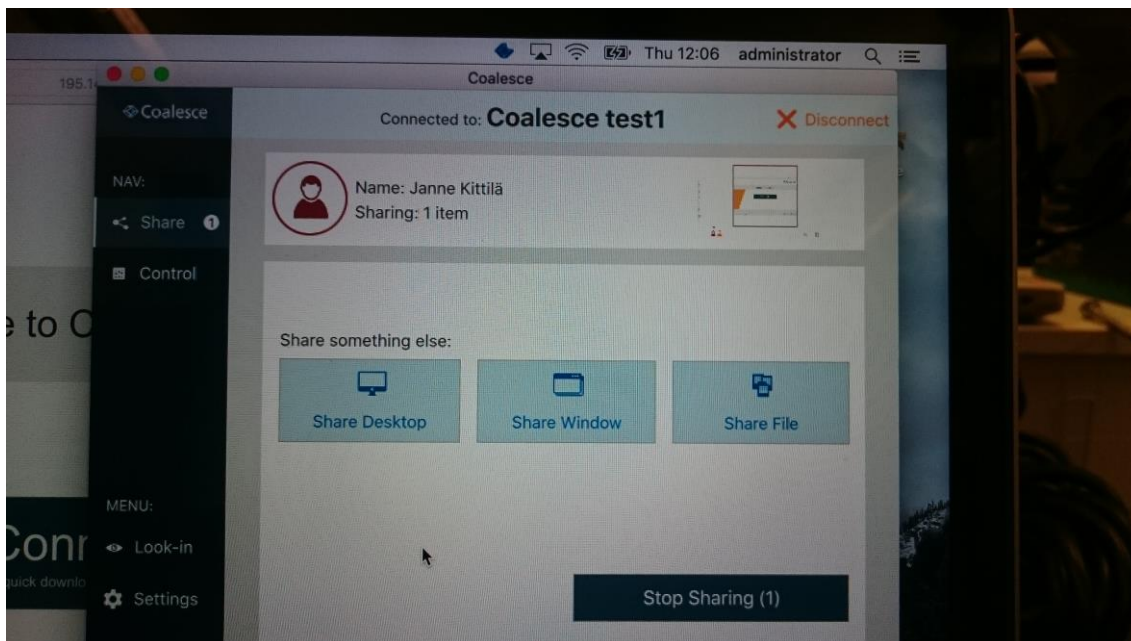 Thu 12:06 administrator
195.1
Coalesce
Coalesce
Connected to: Coalesce test1
Disconnect
NAV:
Share 1
Control
Name: Janne Kittilä
Sharing: 1 item
e to C
Share something else:
Share Desktop
Share Window
Share File
MENU:
Look-in
Settings
Conn
quick downlo
Stop Sharing (1)